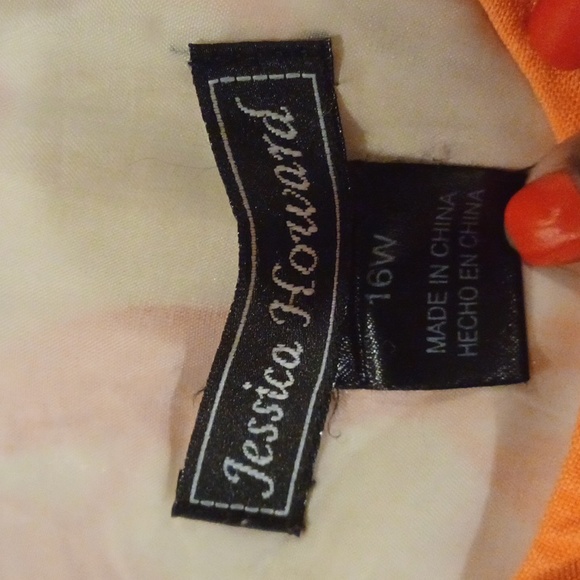 Jessica Howard
16W
MADE IN CHINA
HECHO EN CHINA